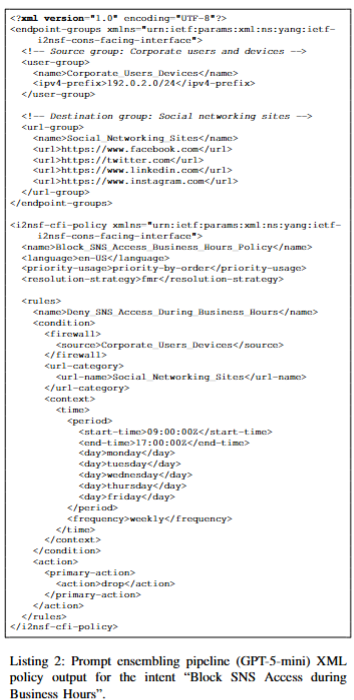 <?xml version="1.0" encoding="UTF-8"?>
<endpoint-groups xmlns="urn:ietf:params:xml:ns:yang:ietf-
i2nsf-cons-facing-interface">
<!-- Source group: Corporate users and devices -->
<user-group>
<name>Corporate_Users_Devices</name>
<ipv4-prefix>192.0.2.0/24</ipv4-prefix>
</user-group>
<!-- Destination group: Social networking sites -->
<url-group>
<name>Social_Networking_Sites</name>
<url>https://www.facebook.com</url>
<url>https://twitter.com</url>
<url>https://www.linkedin.com</url>
<url>https://www.instagram.com</url>
</url-group>
</endpoint-groups>
<i2nsf-cfi-policy xmlns="urn:ietf:params:xml:ns:yang:ietf-
i2nsf-cons-facing-interface">
<name>Block_SNS_Access_Business_Hours_Policy</name>
<language>en-US</language>
<priority-usage>priority-by-order</priority-usage>
<resolution-strategy>fmr</resolution-strategy>
<rules>
<name>Deny_SNS_Access_During_Business_Hours</name>
<condition>
<firewall>
<source>Corporate_Users_Devices</source>
</firewall>
<url-category>
<url-name>Social_Networking_Sites</url-name>
</url-category>
<context>
<time>
<period>
<start-time>09:00:00Z</start-time>
<end-time>17:00:00Z</end-time>
<day>monday</day>
<day>tuesday</day>
<day>wednesday</day>
<day>thursday</day>
<day>friday</day>
</period>
<frequency>weekly</frequency>
</time>
</context>
</condition>
<action>
<primary-action>
<action>drop</action>
</primary-action>
</action>
</rules>
</i2nsf-cfi-policy>
Listing 2: Prompt ensembling pipeline (GPT-5-mini) XML
policy output for the intent “Block SNS Access during
Business Hours”.